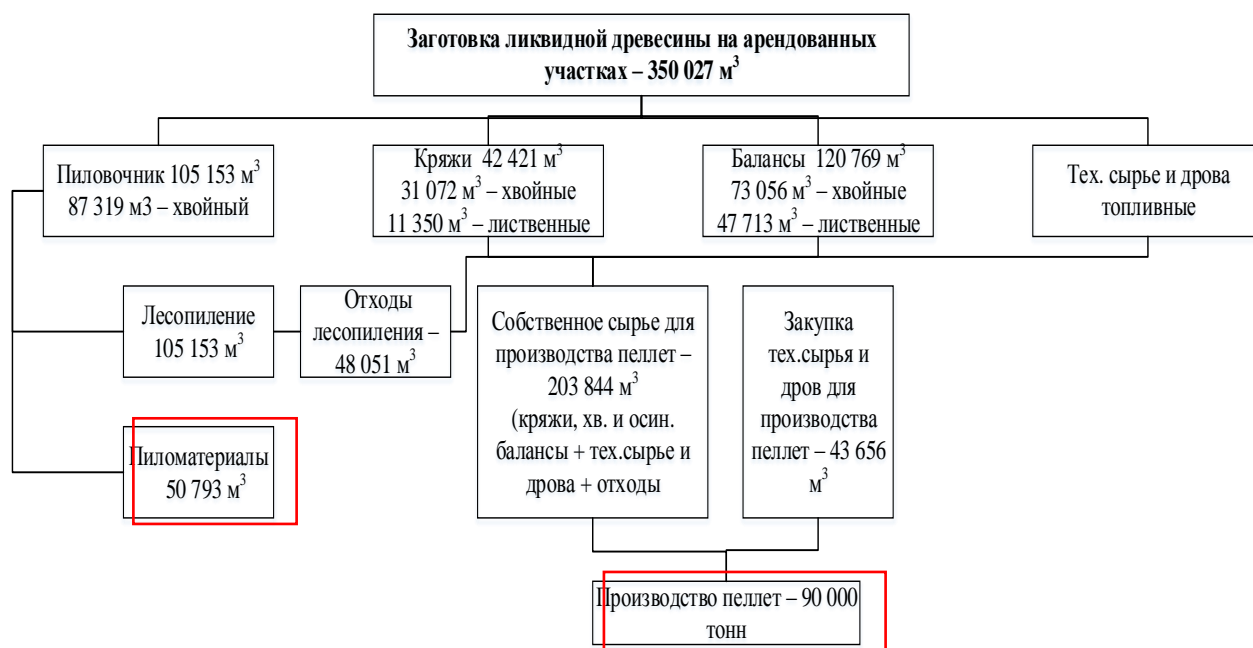 Заготовка ликвидной древесины на арендованных
участках – 350 027 м³
Пиловочник 105 153 м³
87 319 м3 – хвойный
Кряжи 42 421 м³
31 072 м³ – хвойные
11 350 м³ – лиственные
Балансы 120 769 м³
73 056 м³ – хвойные
47 713 м³ – лиственные
Тех. сырье и дрова
топливные
Лесопиление
105 153 м³
Отходы
лесопиления –
48 051 м³
Собственное сырье для
производства пеллет –
203 844 м³
(кряжи, хв. и осин.
балансы + тех.сырье и
дрова + отходы
Закупка
тех.сырья и
дров для
производства
пеллет – 43 656
м³
Пиломатериалы
50 793 м³
Производство пеллет – 90 000
тонн